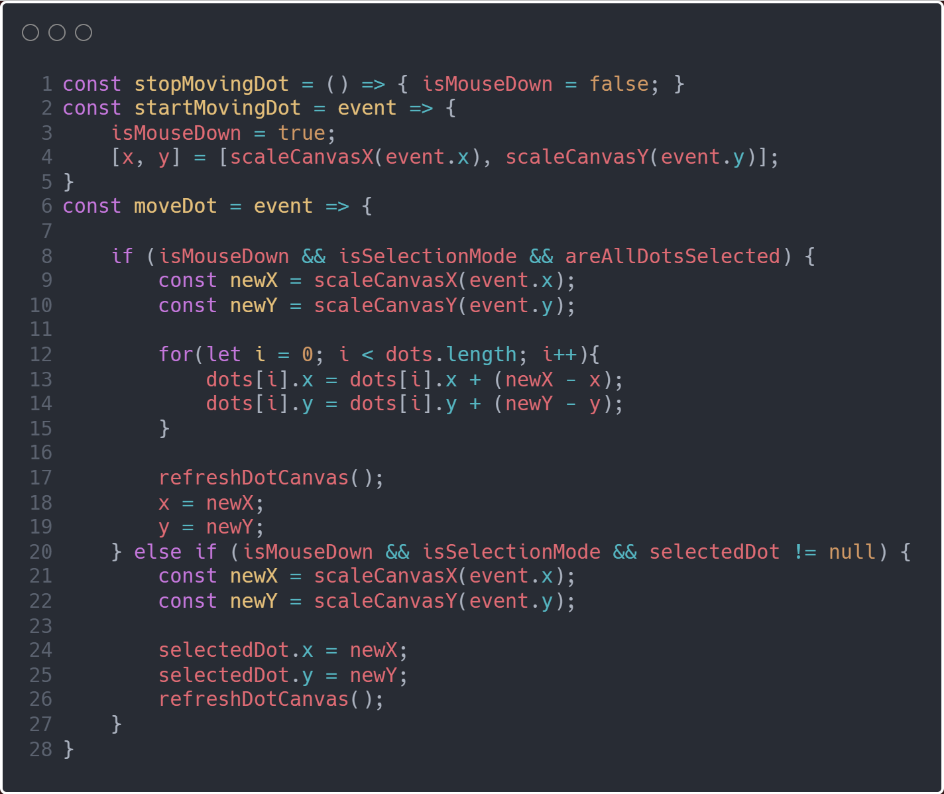 1 const stopMovingDot = () => { isMouseDown = false; }
2 const startMovingDot = event => {
3     isMouseDown = true;
4     [x, y] = [scaleCanvasX(event.x), scaleCanvasY(event.y)];
5 }
6 const moveDot = event => {
7
8     if (isMouseDown && isSelectionMode && areAllDotsSelected) {
9         const newX = scaleCanvasX(event.x);
10         const newY = scaleCanvasY(event.y);
11
12         for(let i = 0; i < dots.length; i++){
13             dots[i].x = dots[i].x + (newX - x);
14             dots[i].y = dots[i].y + (newY - y);
15         }
16
17         refreshDotCanvas();
18         x = newX;
19         y = newY;
20     } else if (isMouseDown && isSelectionMode && selectedDot != null) {
21         const newX = scaleCanvasX(event.x);
22         const newY = scaleCanvasY(event.y);
23
24         selectedDot.x = newX;
25         selectedDot.y = newY;
26         refreshDotCanvas();
27     }
28 }